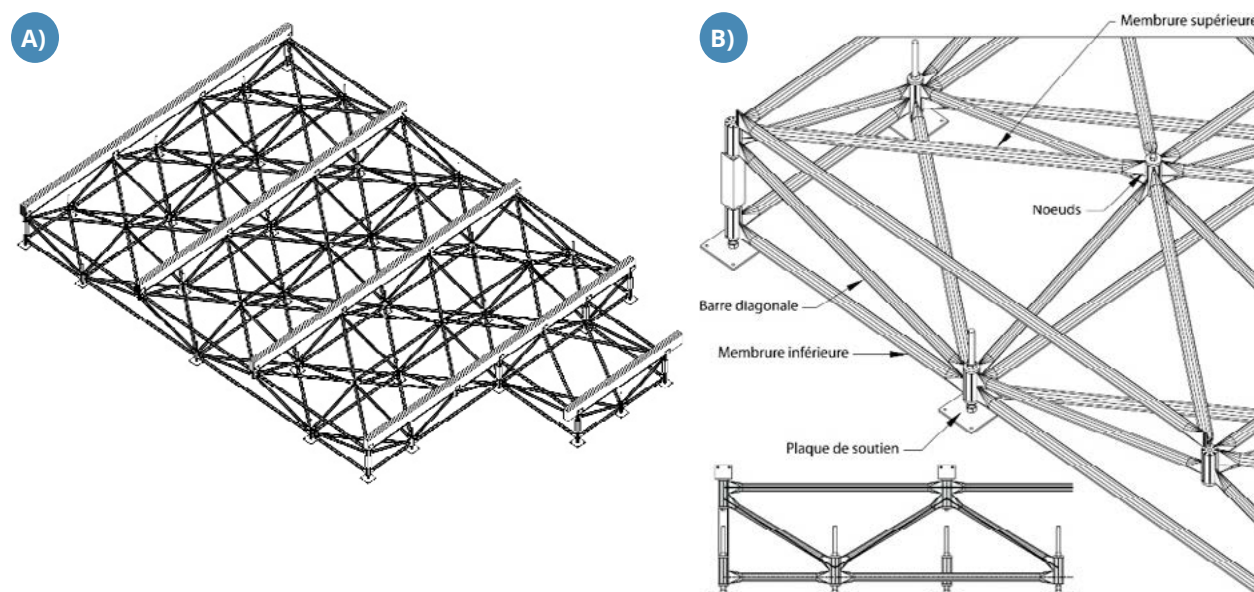 A)
B)
Membrure supérieure
Noeuds
Barre diagonale
Membrure inférieure
Plaque de soutien